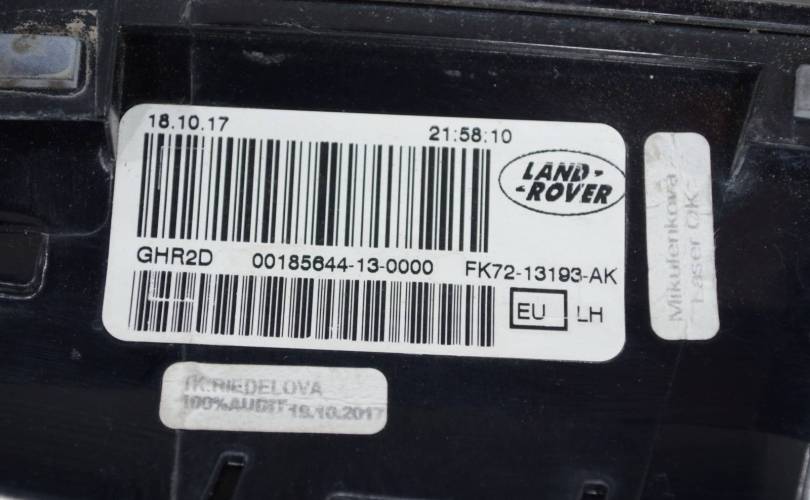 18.10.17 21:58:10
LAND-
-ROVER
GHR2D 00185644-13-0000 FK72-13193-AK
EU LH
Mikulenkova
Laser OK
1K.RIEDELOVA
100%AUDIT 19.10.2017